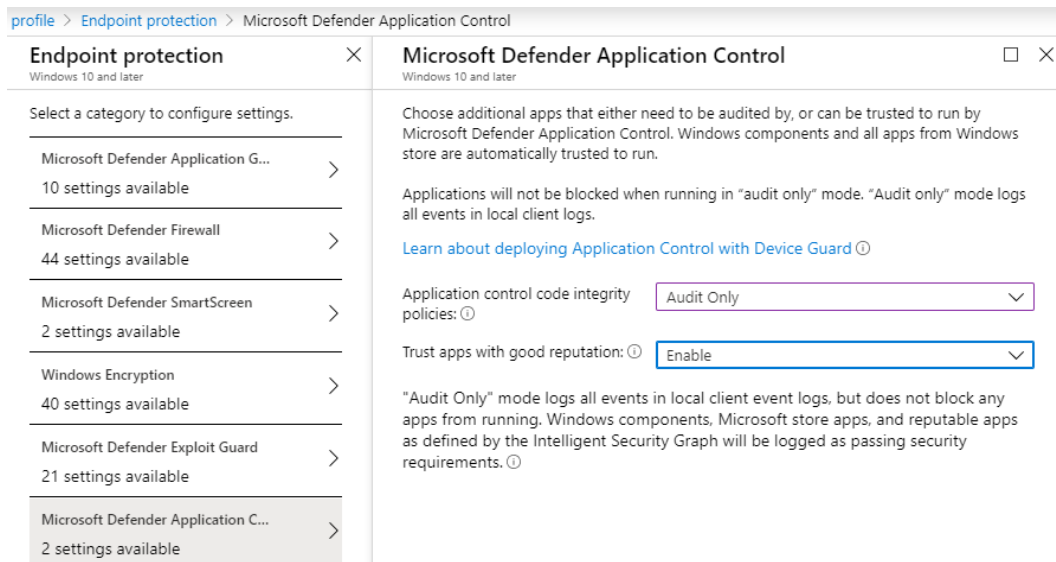 profile > Endpoint protection > Microsoft Defender Application Control
Endpoint protection
Windows 10 and later
Select a category to configure settings.
Microsoft Defender Application G...
10 settings available
Microsoft Defender Firewall
44 settings available
Microsoft Defender SmartScreen
2 settings available
Windows Encryption
40 settings available
Microsoft Defender Exploit Guard
21 settings available
Microsoft Defender Application C...
2 settings available
Microsoft Defender Application Control
Windows 10 and later
Choose additional apps that either need to be audited by, or can be trusted to run by
Microsoft Defender Application Control. Windows components and all apps from Windows
store are automatically trusted to run.
Applications will not be blocked when running in “audit only” mode. “Audit only” mode logs
all events in local client logs.
Learn about deploying Application Control with Device Guard
Application control code integrity
policies:
Audit Only
Trust apps with good reputation:
Enable
"Audit Only" mode logs all events in local client event logs, but does not block any
apps from running. Windows components, Microsoft store apps, and reputable apps
as defined by the Intelligent Security Graph will be logged as passing security
requirements.